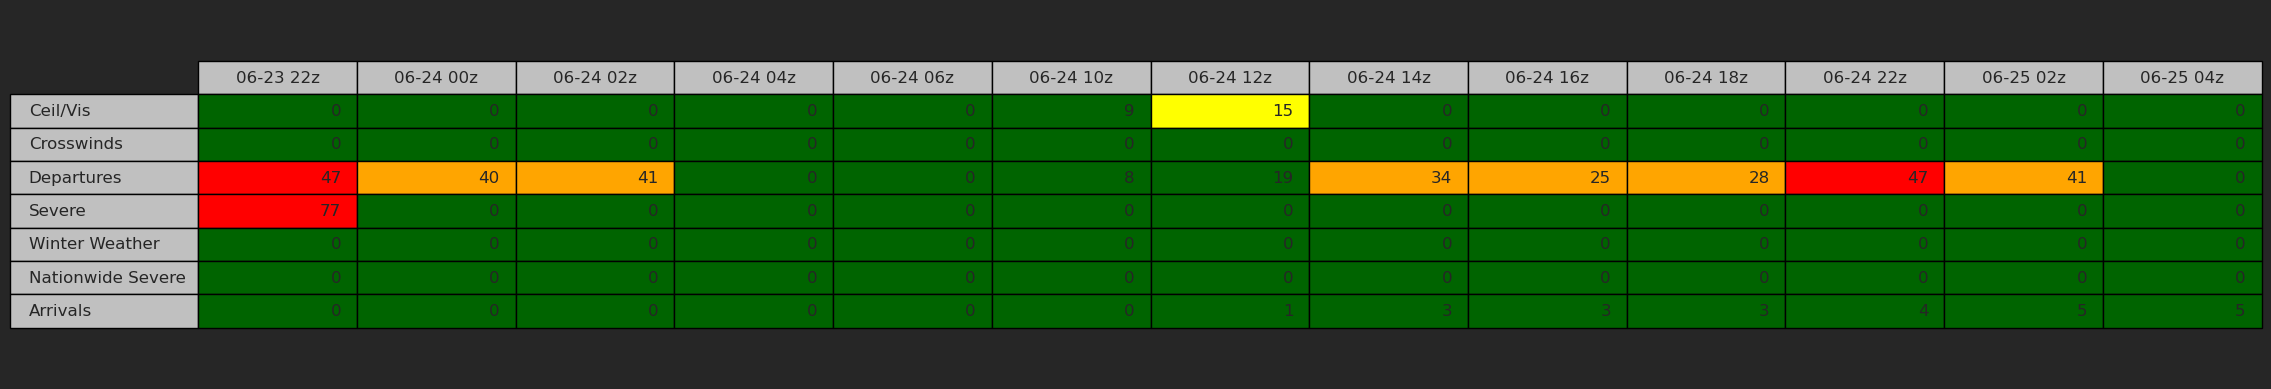 06-23 22z 06-24 00z 06-24 02z 06-24 04z 06-24 06z 06-24 10z 06-24 12z 06-24 14z 06-24 16z 06-24 18z 06-24 22z 06-25 02z 06-25 04z
Ceil/Vis 0 0 0 0 0 9 15 0 0 0 0 0 0
Crosswinds 0 0 0 0 0 0 0 0 0 0 0 0 0
Departures 47 40 41 0 0 8 19 34 25 28 47 41 0
Severe 77 0 0 0 0 0 0 0 0 0 0 0 0
Winter Weather 0 0 0 0 0 0 0 0 0 0 0 0 0
Nationwide Severe 0 0 0 0 0 0 0 0 0 0 0 0 0
Arrivals 0 0 0 0 0 0 1 3 3 3 4 5 5